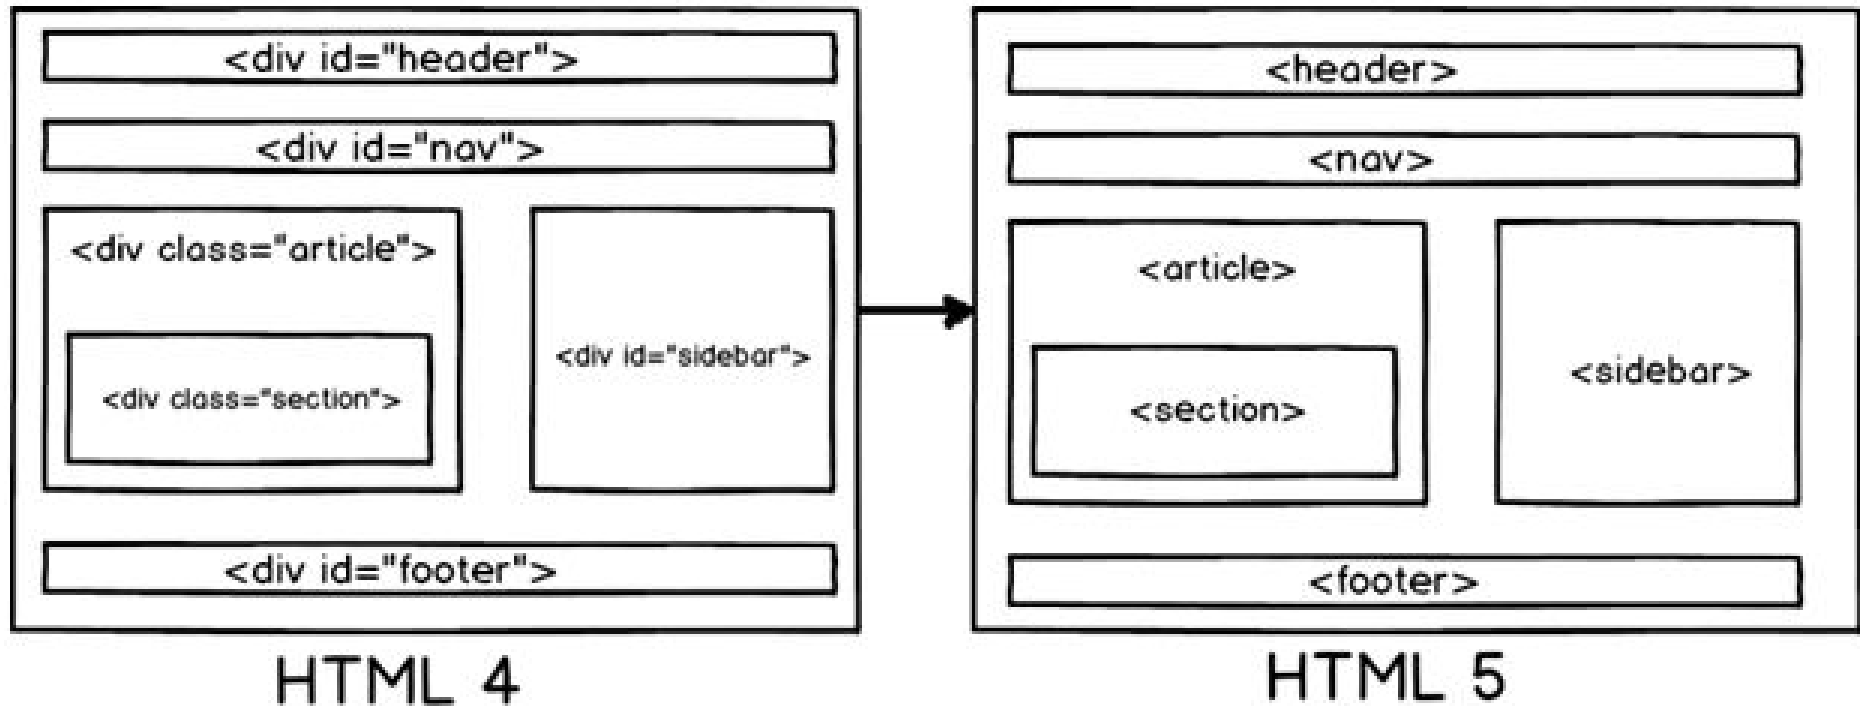 <div id="header">
<div id="nav">
<div class="article">
<div class="section">
<div id="sidebar">
<div id="footer">
HTML 4
<header>
<nav>
<article>
<section>
<sidebar>
<footer>
HTML 5